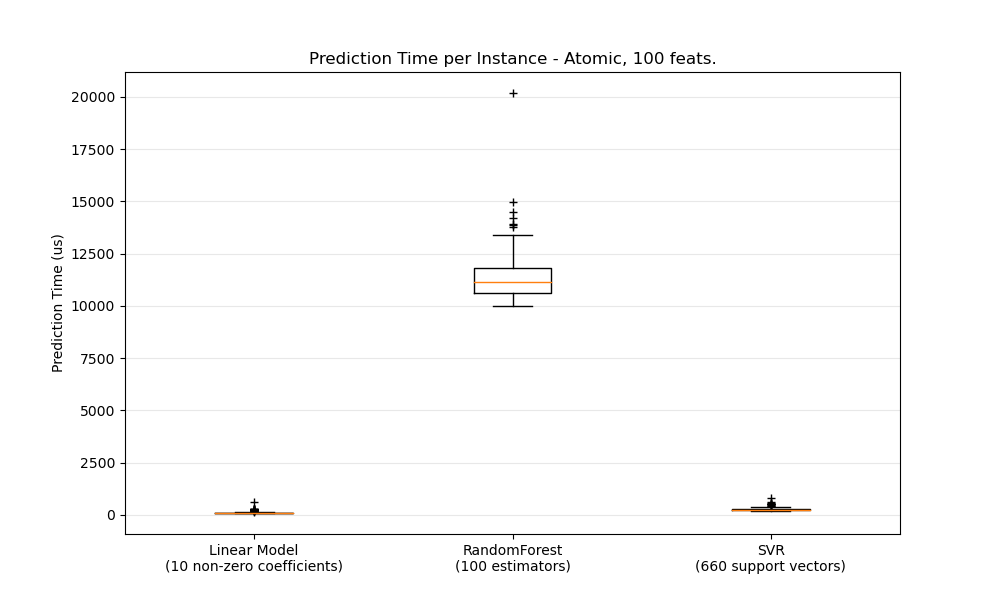 Prediction Time per Instance - Atomic, 100 feats.
Prediction Time (us)
20000
17500
15000
12500
10000
7500
5000
2500
0
Linear Model
(10 non-zero coefficients)
RandomForest
(100 estimators)
SVR
(660 support vectors)